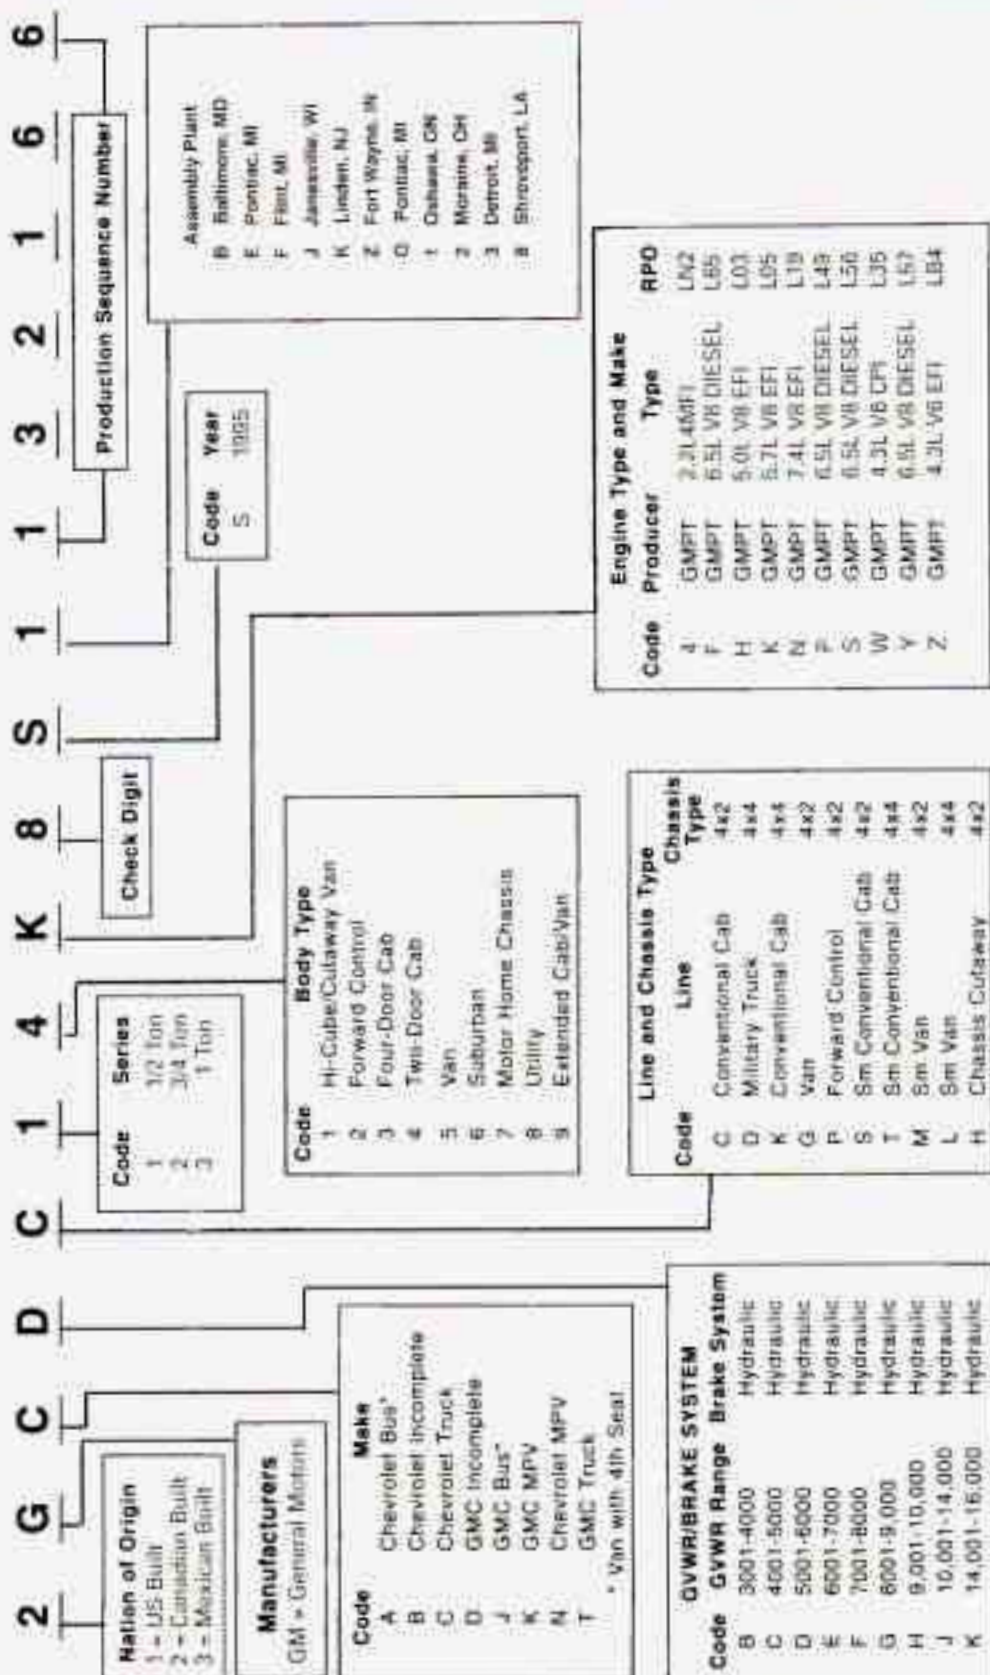 2 G C D C 1 4 K 8 S 1 1 3 2 1 6 6
Nation of Origin
1 = US Built
2 = Canadian Built
3 = Mexican Built
Manufacturers
GM = General Motors
Code Make
A Chevrolet Bus*
B Chevrolet Incomplete
C Chevrolet Truck
D GMC Incomplete
J GMC Bus*
K GMC MPV
N Chevrolet MPV
T GMC Truck
* Van with 4th Seat
GVWR/BRAKE SYSTEM
Code GVWR Range Brake System
B 3001-4000 Hydraulic
C 4001-5000 Hydraulic
D 5001-6000 Hydraulic
E 6001-7000 Hydraulic
F 7001-8000 Hydraulic
G 8001-9,000 Hydraulic
H 9,001-10,000 Hydraulic
J 10,001-14,000 Hydraulic
K 14,001-16,000 Hydraulic
Code Series
1 1/2 Ton
2 3/4 Ton
3 1 Ton
Check Digit
Code Body Type
1 Hi-Cube/Cutaway Van
2 Forward Control
3 Four-Door Cab
4 Two-Door Cab
5 Van
6 Suburban
7 Motor Home Chassis
8 Utility
9 Extended Cab/Van
Line and Chassis Type
Code Line Chassis Type
C Conventional Cab 4x2
D Military Truck 4x4
K Conventional Cab 4x4
G Van 4x2
P Forward Control 4x2
S Sm Conventional Cab 4x2
T Sm Conventional Cab 4x4
M Sm Van 4x2
L Sm Van 4x4
H Chassis Cutaway 4x2
Production Sequence Number
Code Year
S 1995
Assembly Plant
B Baltimore, MD
E Pontiac, MI
F Flint, MI
J Janesville, WI
K Linden, NJ
Z Fort Wayne, IN
O Pontiac, MI
1 Oshawa, ON
2 Moraine, OH
3 Detroit, MI
8 Shreveport, LA
Engine Type and Make
Code Producer Type RPO
4 GMPT 2.2L 4MFI LN2
F GMPT 6.5L V8 DIESEL L65
H GMPT 5.0L V8 EFI L03
K GMPT 5.7L V8 EFI L05
N GMPT 7.4L V8 EFI L19
P GMPT 6.5L V8 DIESEL L49
S GMPT 6.5L V8 DIESEL L56
W GMPT 4.3L V6 CPI L35
Y GMPT 6.5L V8 DIESEL L57
Z GMPT 4.3L V6 EFI LB4